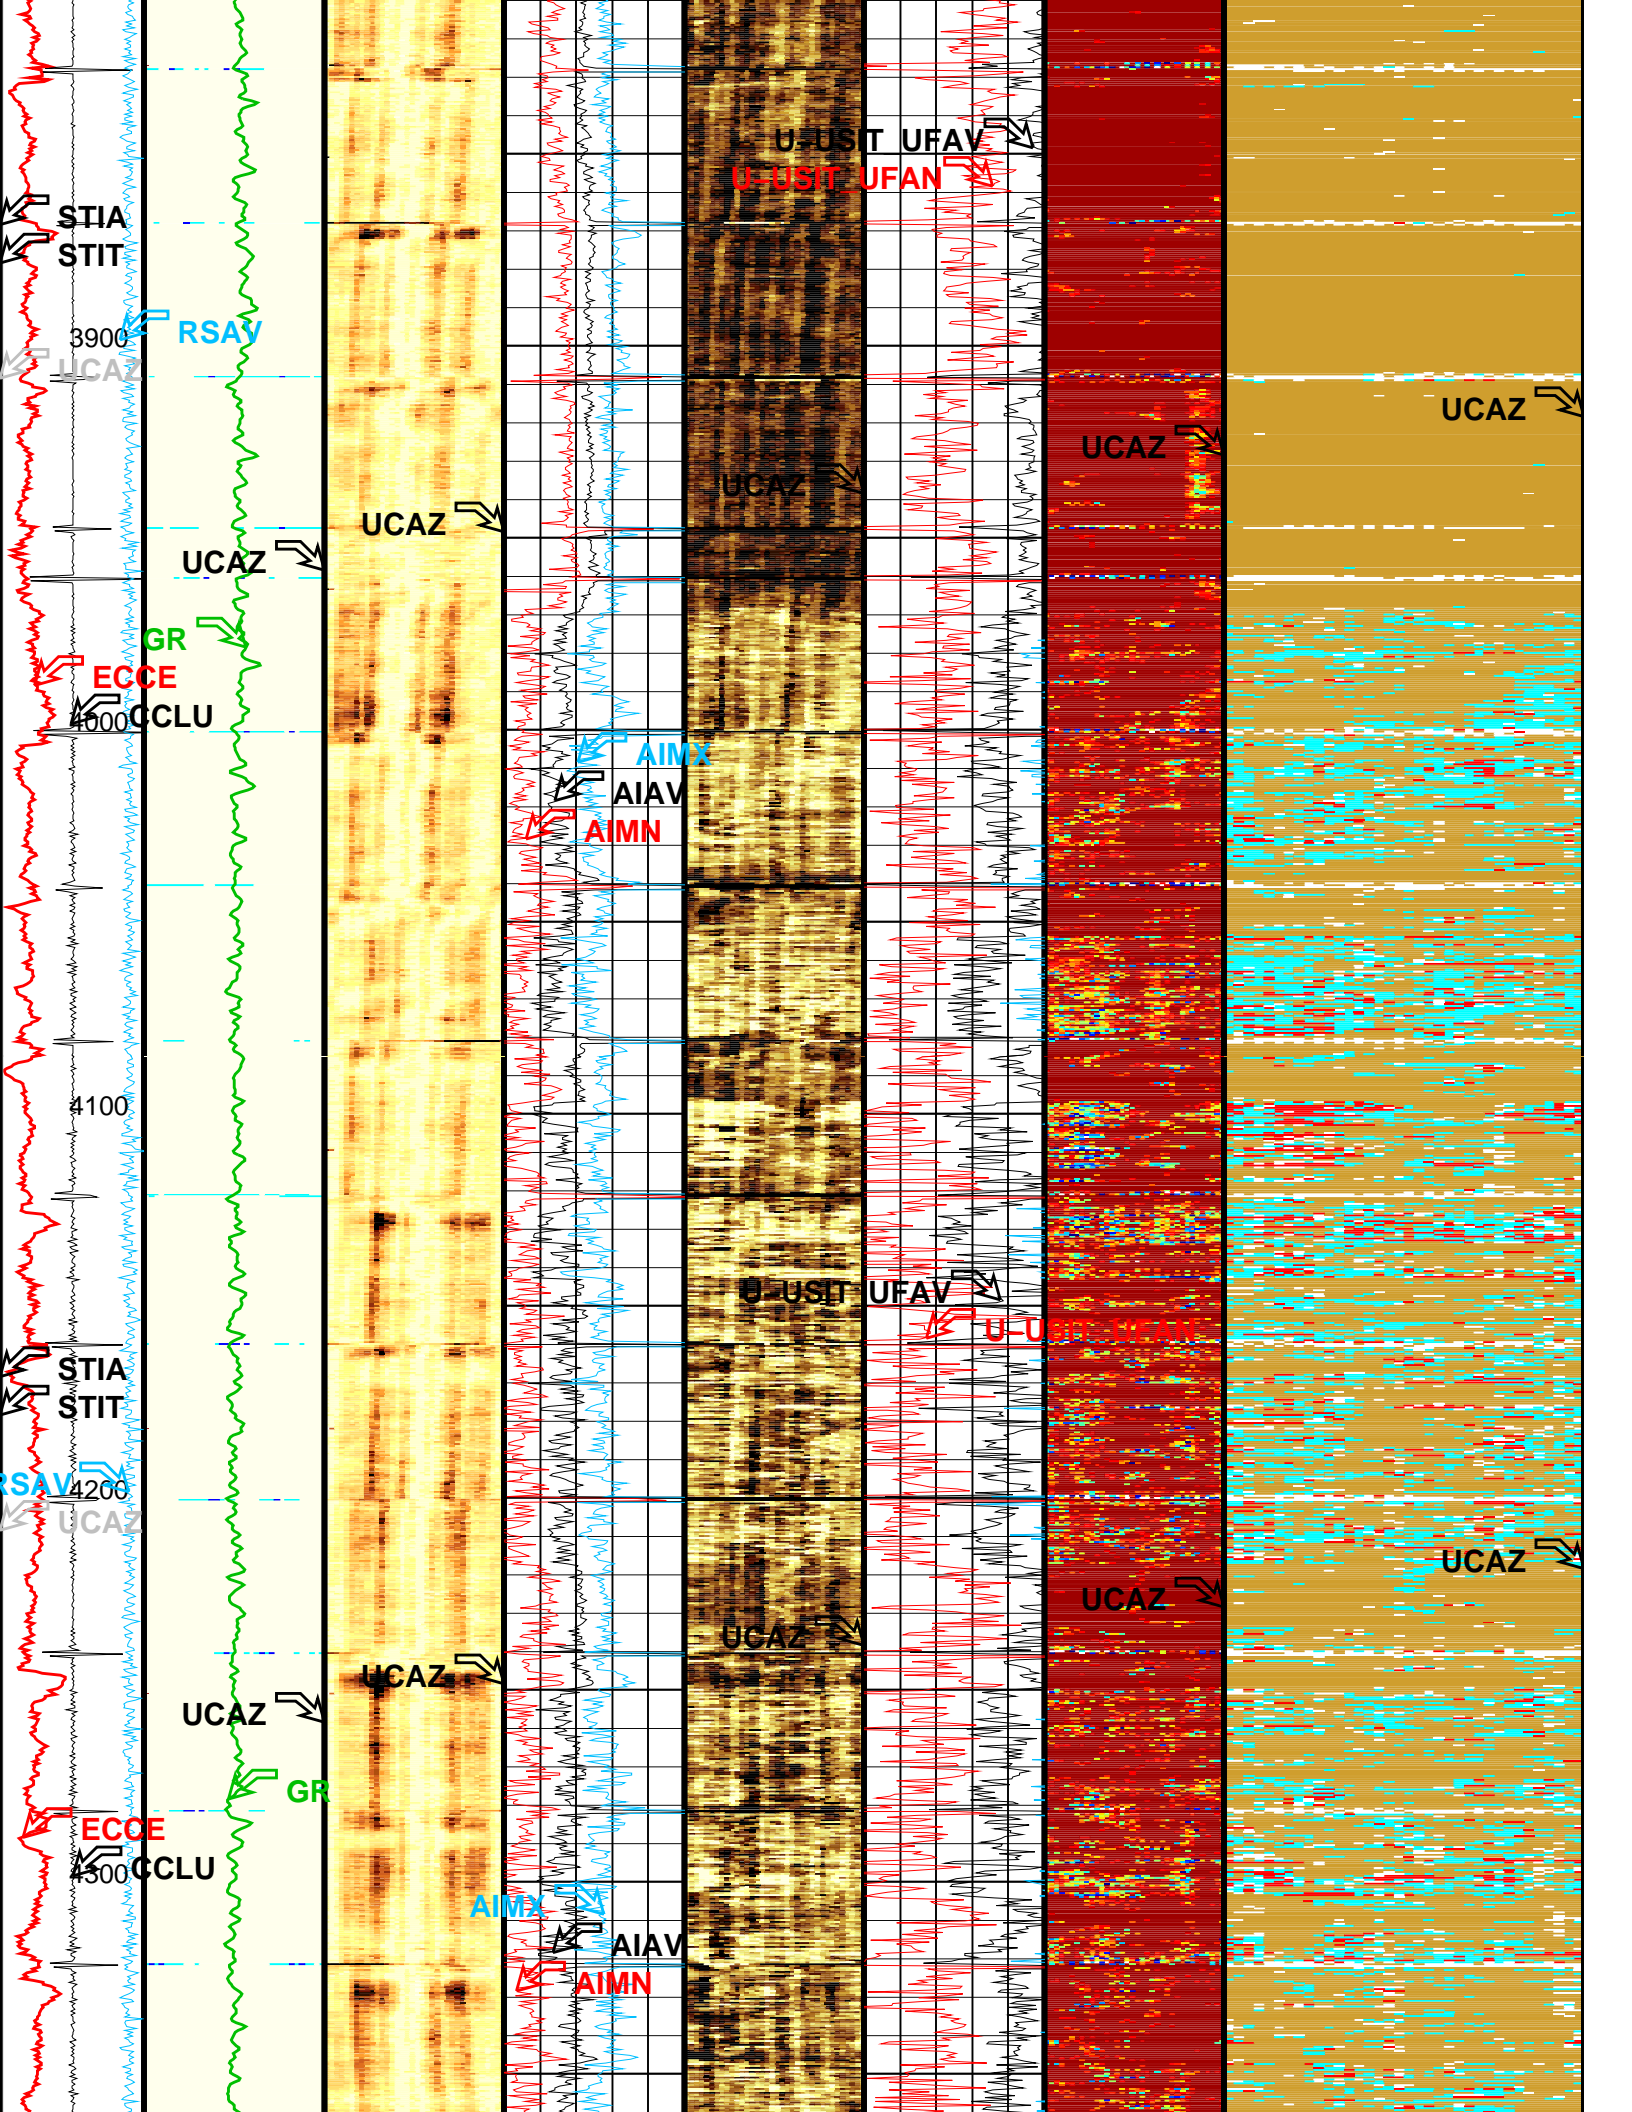 U-USIT_UFAV
U-USIT_UFAN
STIA
STIT
RSAV
3900
UCAZ
UCAZ
UCAZ
UCAZ
UCAZ
UCAZ
GR
ECCE
4000 CCLU
AIMX
AIAV
AIMN
4100
U-USIT_UFAV
U-USIT_UFAN
STIA
STIT
RSAV 4200
UCAZ
UCAZ
UCAZ
UCAZ
UCAZ
UCAZ
GR
ECCE
4300 CCLU
AIMX
AIAV
AIMN